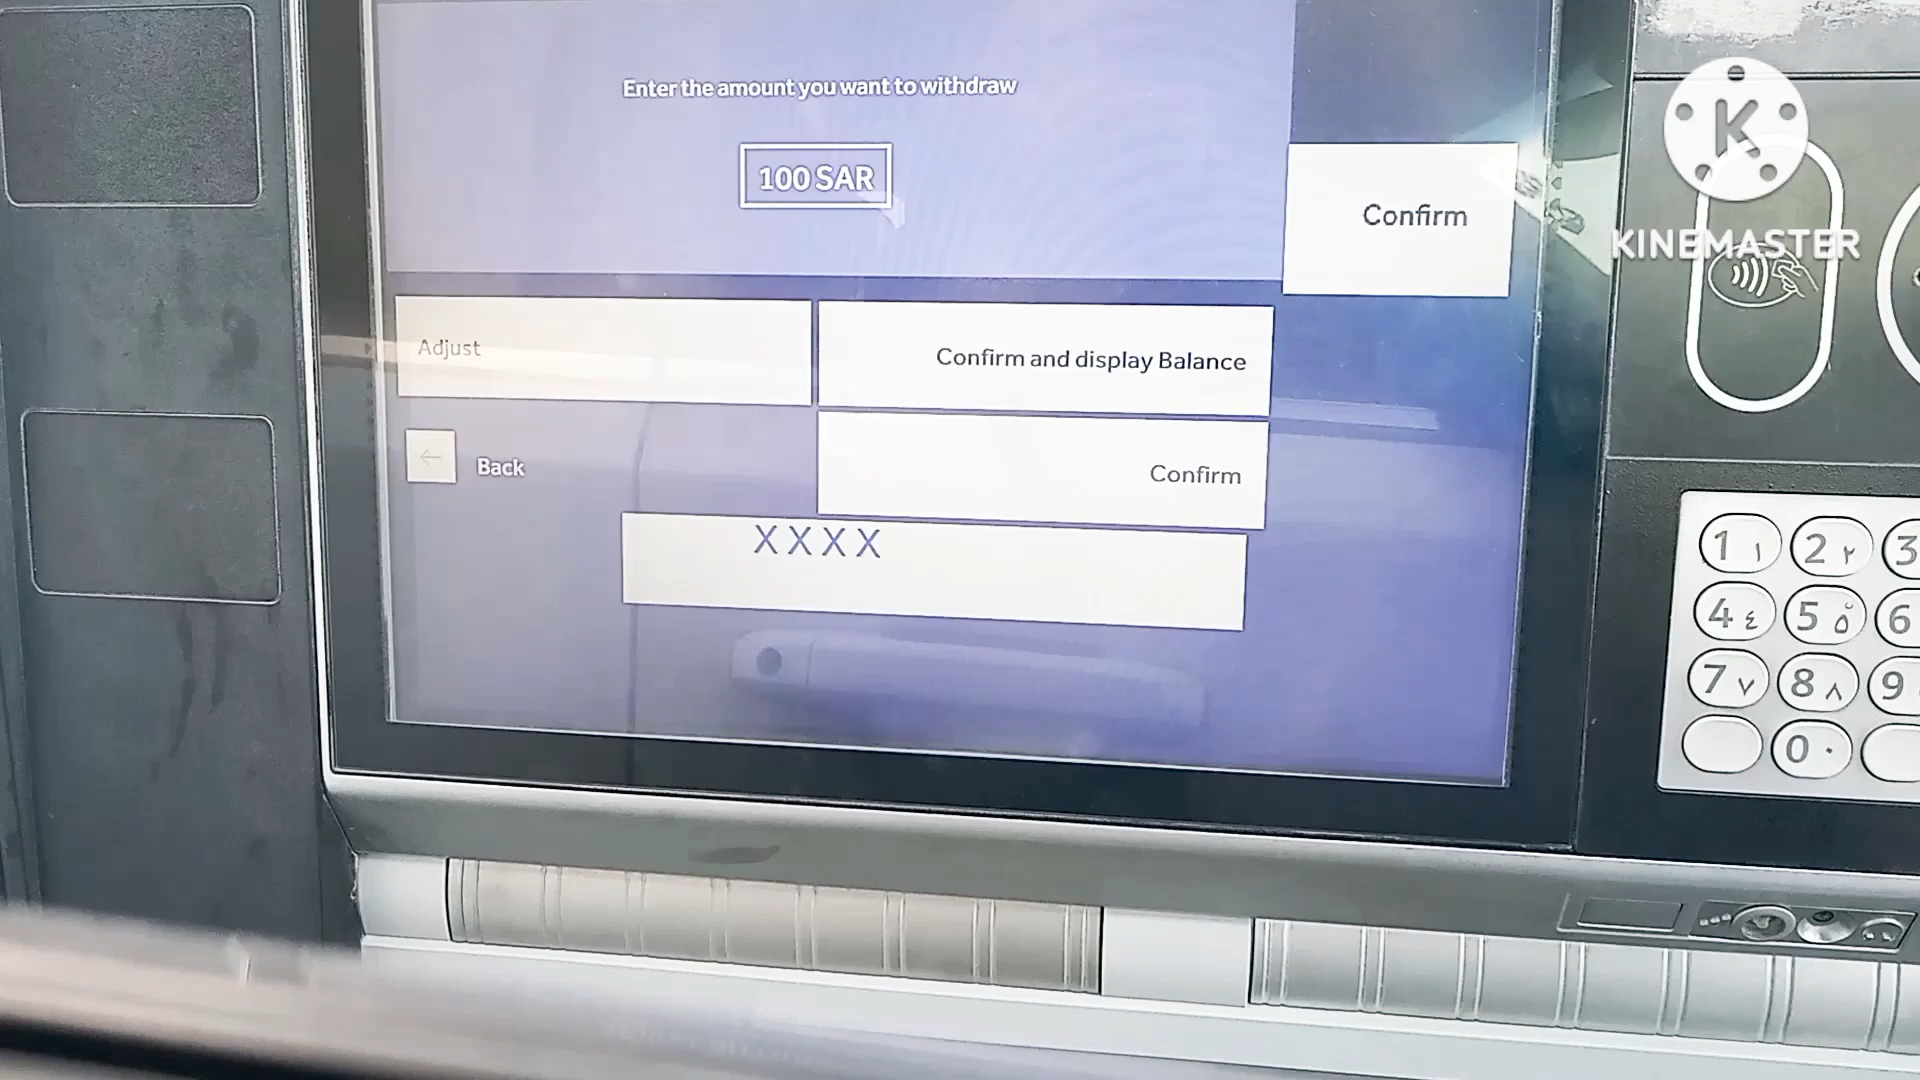 Enter the amount you want to withdraw
100 SAR
Confirm
Adjust
Confirm and display Balance
Back
Confirm
XXXX
K
KINEMASTER
1 ١ 2 ٢ 3
4 ٤ 5 ٥ 6
7 ٧ 8 ٨ 9
0 ٠